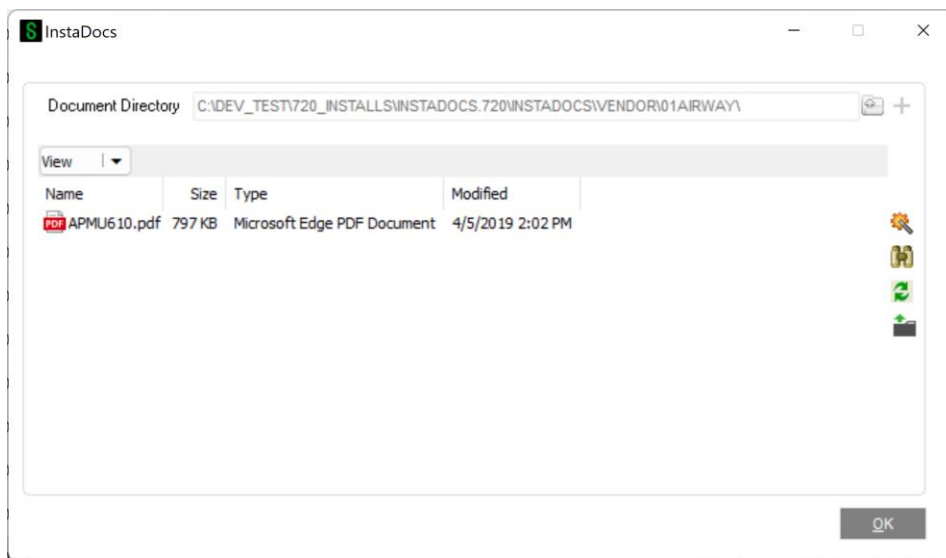 InstaDocs
Document Directory C:\DEV_TEST\720_INSTALLS\INSTADOCS.720\INSTADOCS\VENDOR\01AIRWAY\
View
Name Size Type Modified
APMU610.pdf 797 KB Microsoft Edge PDF Document 4/5/2019 2:02 PM
OK